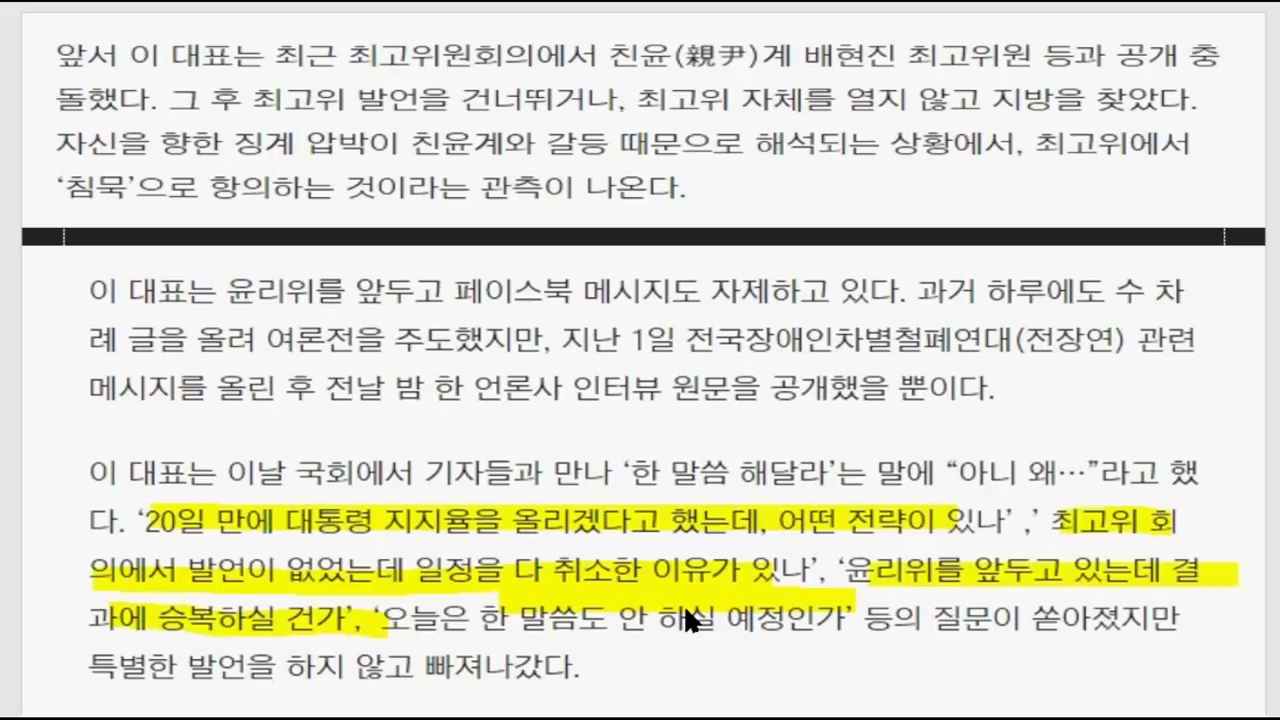 앞서 이 대표는 최근 최고위원회의에서 친윤(親尹)계 배현진 최고위원 등과 공개 충
돌했다. 그 후 최고위 발언을 건너뛰거나, 최고위 자체를 열지 않고 지방을 찾았다.
자신을 향한 징계 압박이 친윤계와 갈등 때문으로 해석되는 상황에서, 최고위에서
‘침묵’으로 항의하는 것이라는 관측이 나온다.
이 대표는 윤리위를 앞두고 페이스북 메시지도 자제하고 있다. 과거 하루에도 수 차
례 글을 올려 여론전을 주도했지만, 지난 1일 전국장애인차별철폐연대(전장연) 관련
메시지를 올린 후 전날 밤 한 언론사 인터뷰 원문을 공개했을 뿐이다.
이 대표는 이날 국회에서 기자들과 만나 ‘한 말씀 해달라’는 말에 “아니 왜…”라고 했
다. ‘20일 만에 대통령 지지율을 올리겠다고 했는데, 어떤 전략이 있나’ ,’ 최고위 회
의에서 발언이 없었는데 일정을 다 취소한 이유가 있나’, ‘윤리위를 앞두고 있는데 결
과에 승복하실 건가’, ‘오늘은 한 말씀도 안 하실 예정인가’ 등의 질문이 쏟아졌지만
특별한 발언을 하지 않고 빠져나갔다.